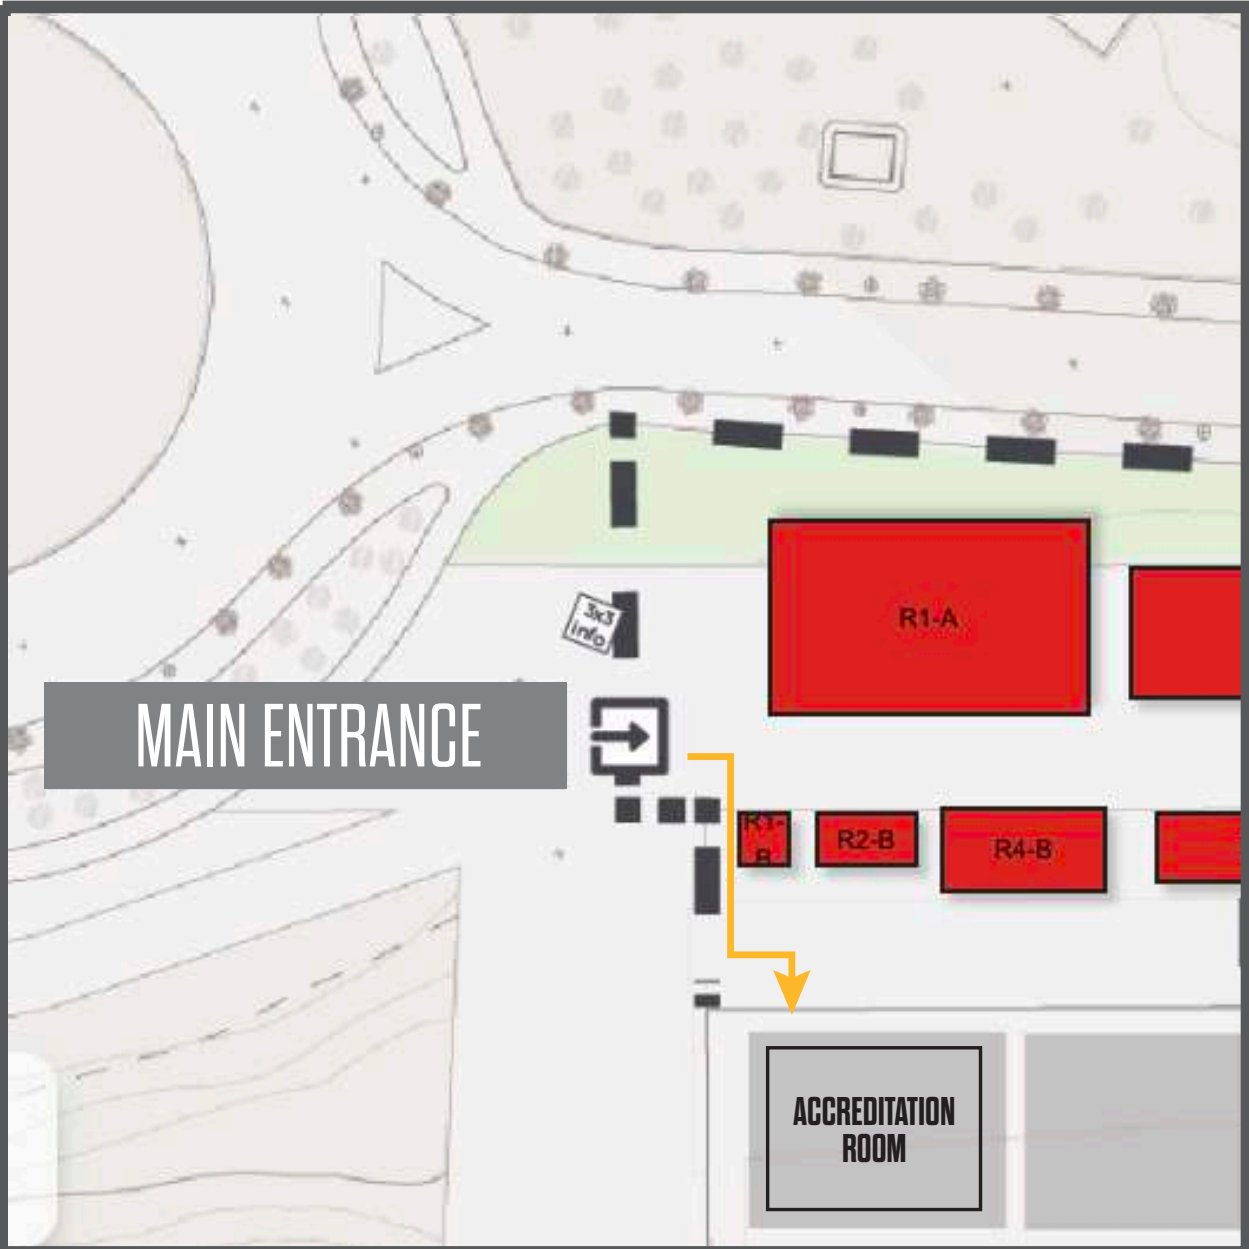 R1-A
3x3
info
MAIN ENTRANCE
R1-
B
R2-B
R4-B
ACCREDITATION
ROOM